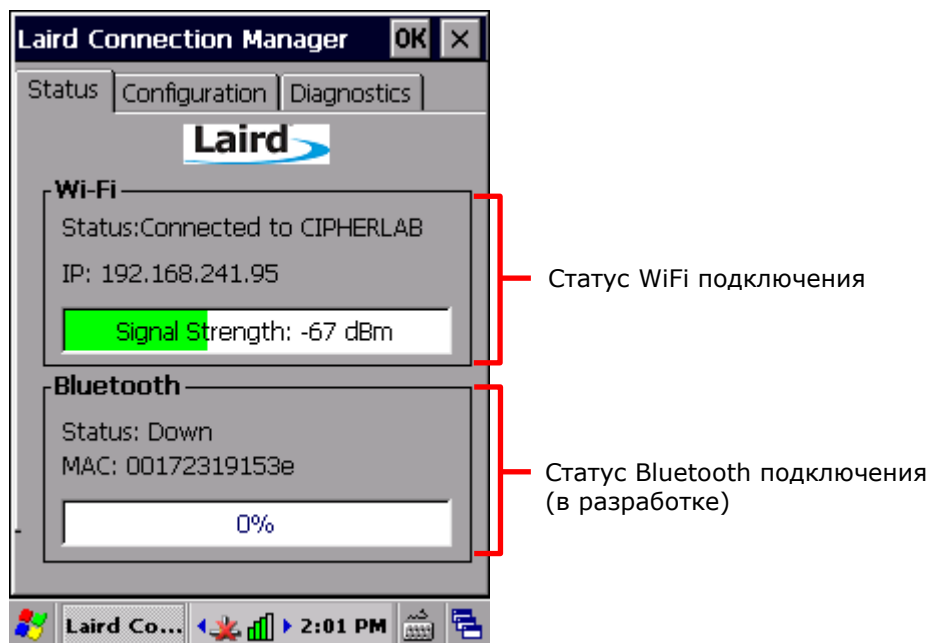 Laird Connection Manager OK ×
Status Configuration Diagnostics
Laird
Wi-Fi
Status:Connected to CIPHERLAB
IP: 192.168.241.95
Signal Strength: -67 dBm
Статус WiFi подключения
Bluetooth
Status: Down
MAC: 00172319153e
0%
Статус Bluetooth подключения
(в разработке)
Laird Co... 2:01 PM